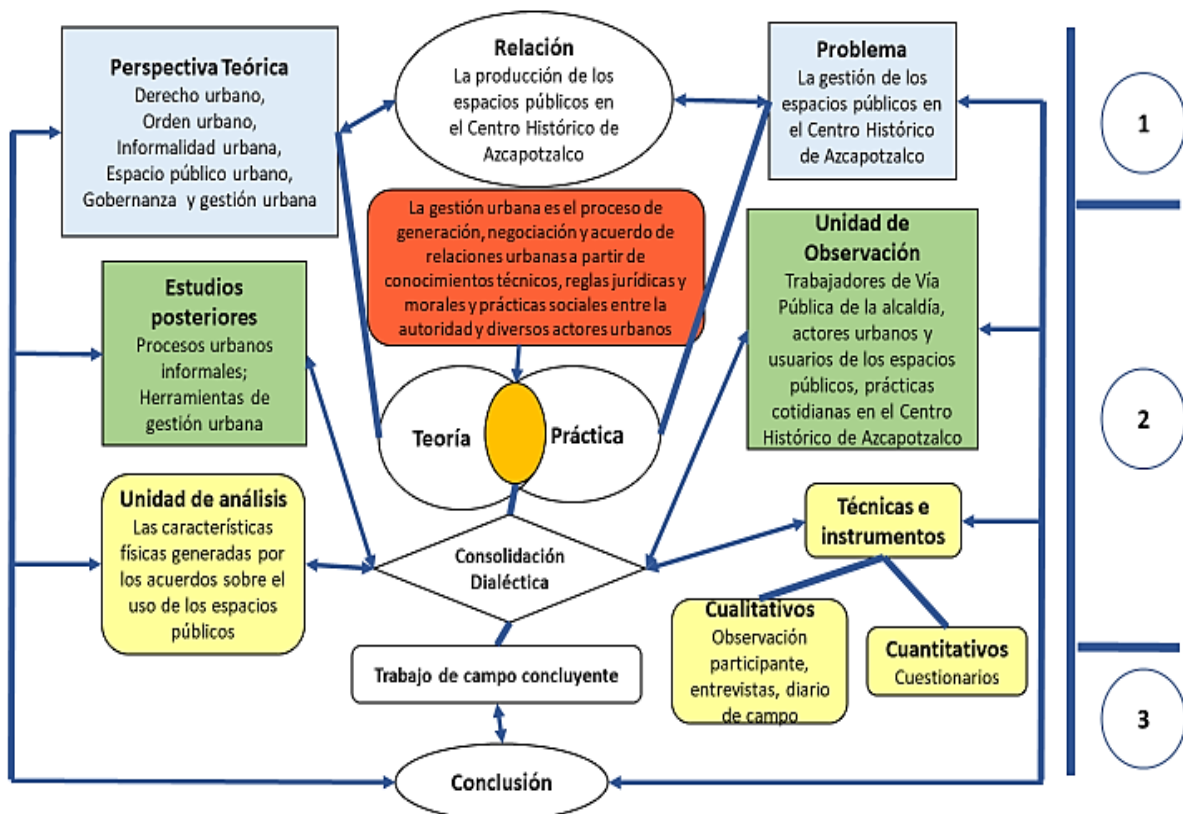 Perspectiva Teórica
Derecho urbano,
Orden urbano,
Informalidad urbana,
Espacio público urbano,
Gobernanza y gestión urbana
Relación
La producción de los
espacios públicos en
el Centro Histórico de
Azcapotzalco
Problema
La gestión de los
espacios públicos en
el Centro Histórico
de Azcapotzalco
1
La gestión urbana es el proceso de
generación, negociación y acuerdo de
relaciones urbanas a partir de
conocimientos técnicos, reglas jurídicas y
morales y prácticas sociales entre la
autoridad y diversos actores urbanos
Estudios
posteriores
Procesos urbanos
informales;
Herramientas de
gestión urbana
Unidad de
Observación
Trabajadores de Vía
Pública de la alcaldía,
actores urbanos y
usuarios de los espacios
públicos, prácticas
cotidianas en el Centro
Histórico de Azcapotzalco
2
Teoría
Práctica
Unidad de análisis
Las características
físicas generadas por
los acuerdos sobre el
uso de los espacios
públicos
Consolidación
Dialéctica
Técnicas e
instrumentos
Cualitativos
Observación
participante,
entrevistas, diario
de campo
Cuantitativos
Cuestionarios
Trabajo de campo concluyente
3
Conclusión